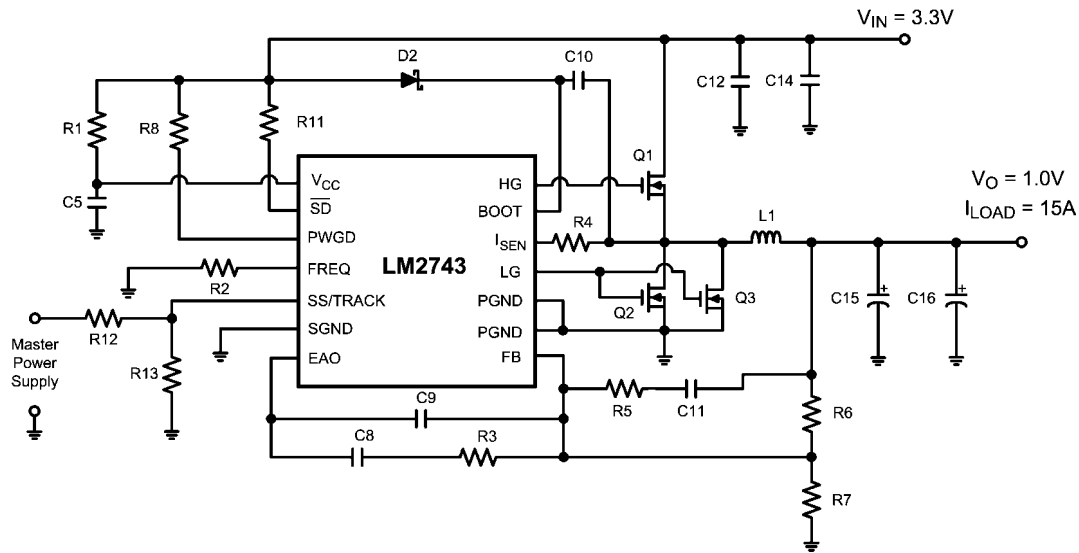 V_IN = 3.3V
D2
C10
C12
C14
R1
R8
R11
Q1
V_O = 1.0V
I_LOAD = 15A
C5
V_CC
HG
SD
BOOT
R4
L1
PWGD
I_SEN
LM2743
FREQ
LG
R2
Q2
Q3
C15
C16
SS/TRACK
PGND
R12
SGND
PGND
Master
Power
Supply
R13
EAO
FB
C9
R5
C11
R6
C8
R3
R7